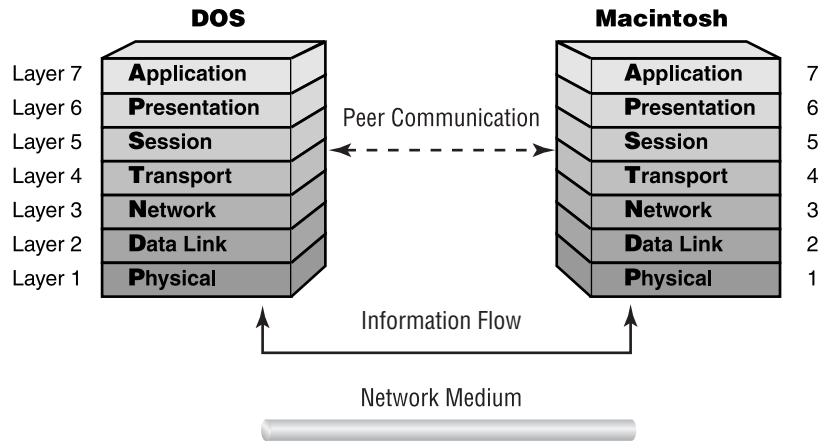 DOS
Macintosh
Layer 7 Application
Layer 6 Presentation
Layer 5 Session
Layer 4 Transport
Layer 3 Network
Layer 2 Data Link
Layer 1 Physical
Peer Communication
Application 7
Presentation 6
Session 5
Transport 4
Network 3
Data Link 2
Physical 1
Information Flow
Network Medium